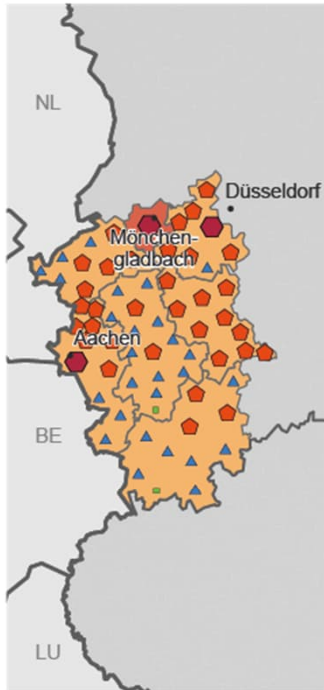 NL
Düsseldorf
Mönchen-
gladbach
Aachen
BE
LU